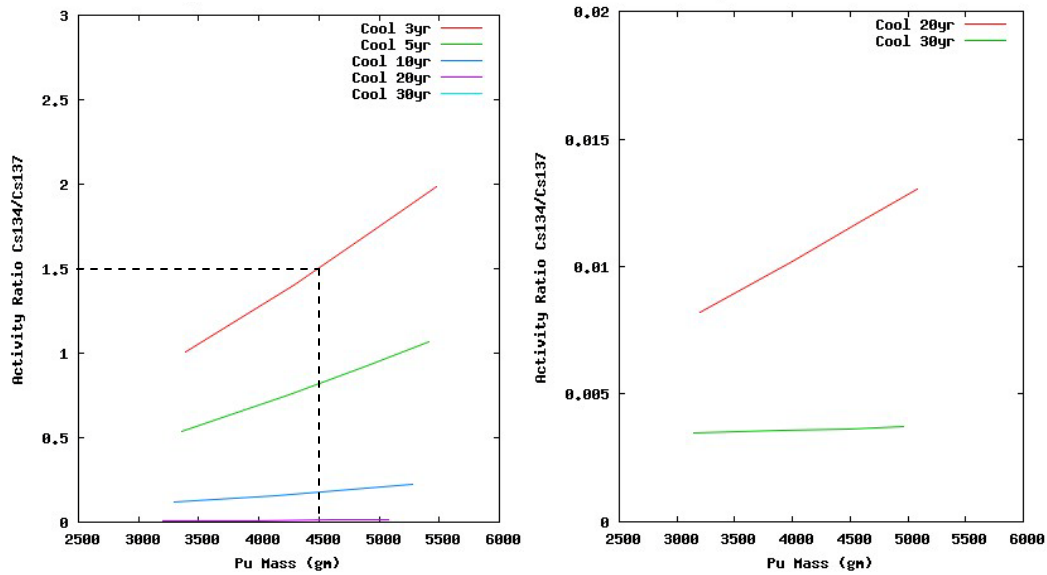 3
2.5
2
1.5
1
0.5
0
2500 3000 3500 4000 4500 5000 5500 6000
Activity Ratio Cs134/Cs137
Pu Mass (gm)
Cool 3yr
Cool 5yr
Cool 10yr
Cool 20yr
Cool 30yr
0.02
0.015
0.01
0.005
0
2500 3000 3500 4000 4500 5000 5500 6000
Activity Ratio Cs134/Cs137
Pu Mass (gm)
Cool 20yr
Cool 30yr